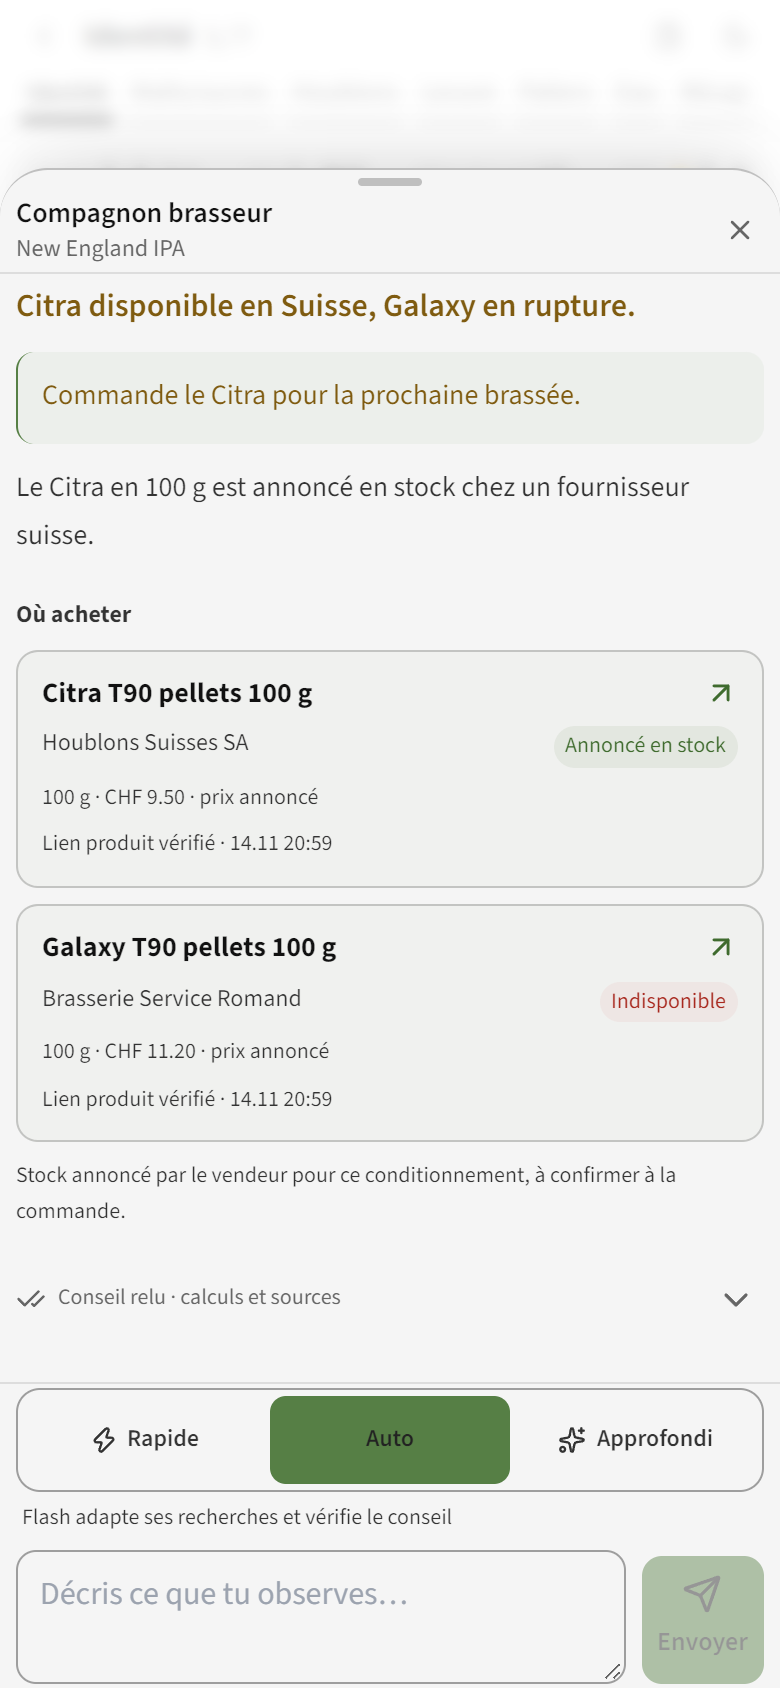 Compagnon brasseur
New England IPA
Citra disponible en Suisse, Galaxy en rupture.
Commande le Citra pour la prochaine brassée.
Le Citra en 100 g est annoncé en stock chez un fournisseur
suisse.
Où acheter
Citra T90 pellets 100 g
Houblons Suisses SA
Annoncé en stock
100 g · CHF 9.50 · prix annoncé
Lien produit vérifié · 14.11 20:59
Galaxy T90 pellets 100 g
Brasserie Service Romand
Indisponible
100 g · CHF 11.20 · prix annoncé
Lien produit vérifié · 14.11 20:59
Stock annoncé par le vendeur pour ce conditionnement, à confirmer à la
commande.
Conseil relu · calculs et sources
Rapide
Auto
Approfondi
Flash adapte ses recherches et vérifie le conseil
Décris ce que tu observes…
Envoyer